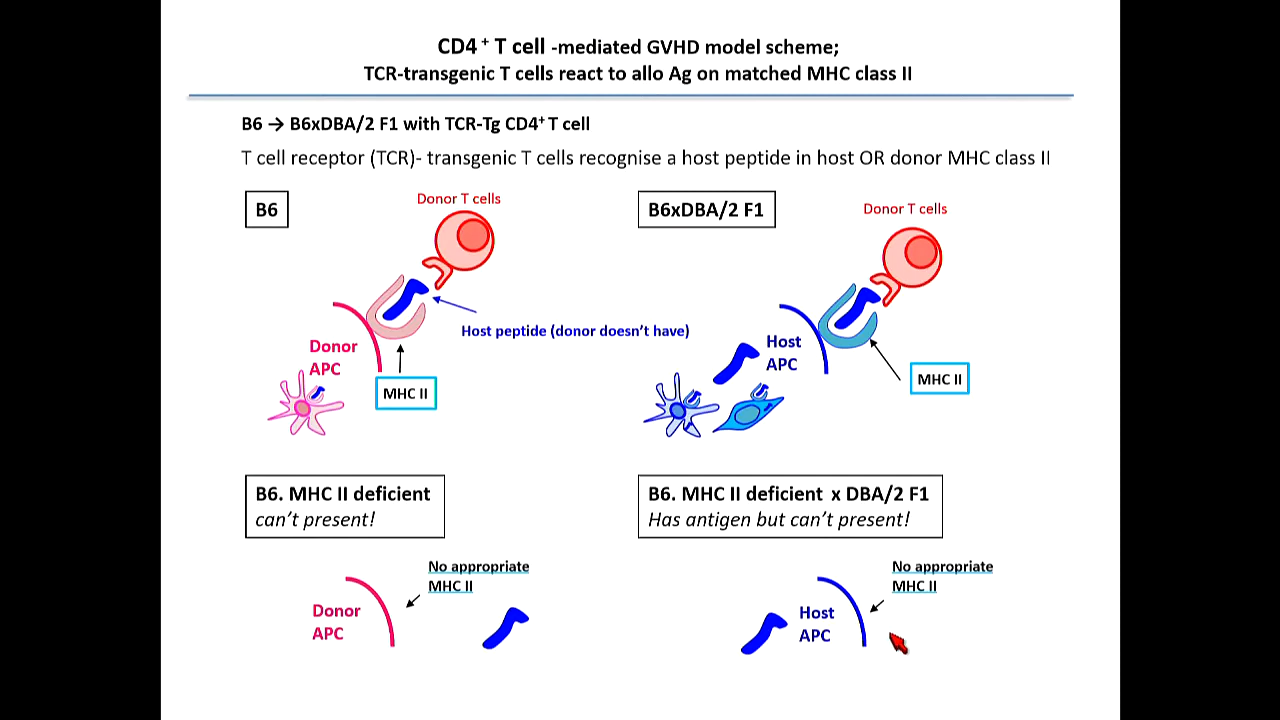 CD4⁺ T cell -mediated GVHD model scheme;
TCR-transgenic T cells react to allo Ag on matched MHC class II
B6 → B6xDBA/2 F1 with TCR-Tg CD4⁺ T cell
T cell receptor (TCR)- transgenic T cells recognise a host peptide in host OR donor MHC class II
B6
Donor T cells
Host peptide (donor doesn't have)
Donor
APC
MHC II
B6xDBA/2 F1
Donor T cells
Host
APC
MHC II
B6. MHC II deficient
can't present!
No appropriate
MHC II
Donor
APC
B6. MHC II deficient x DBA/2 F1
Has antigen but can't present!
No appropriate
MHC II
Host
APC